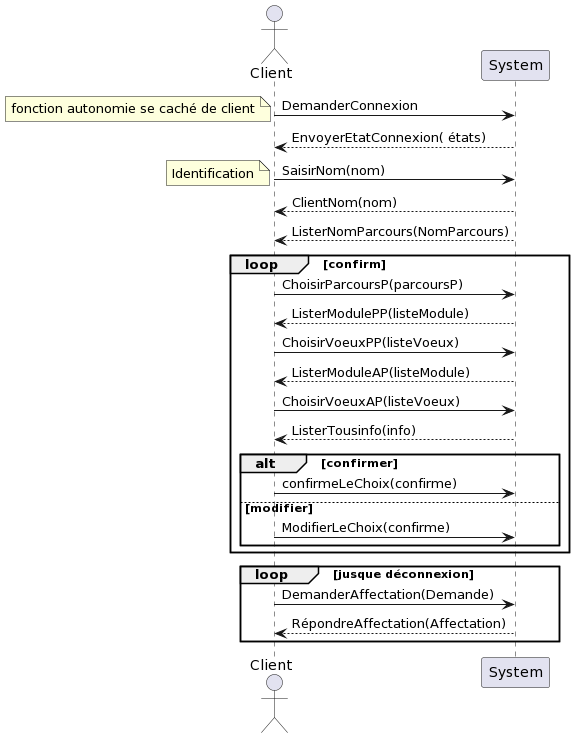 Client
System
fonction autonomie se caché de client
DemanderConnexion
EnvoyerEtatConnexion( états)
Identification
SaisirNom(nom)
ClientNom(nom)
ListerNomParcours(NomParcours)
loop [confirm]
ChoisirParcoursP(parcoursP)
ListerModulePP(listeModule)
ChoisirVoeuxPP(listeVoeux)
ListerModuleAP(listeModule)
ChoisirVoeuxAP(listeVoeux)
ListerTousinfo(info)
alt [confirmer]
confirmeLeChoix(confirme)
[modifier]
ModifierLeChoix(confirme)
loop [jusque déconnexion]
DemanderAffectation(Demande)
RépondreAffectation(Affectation)
Client
System